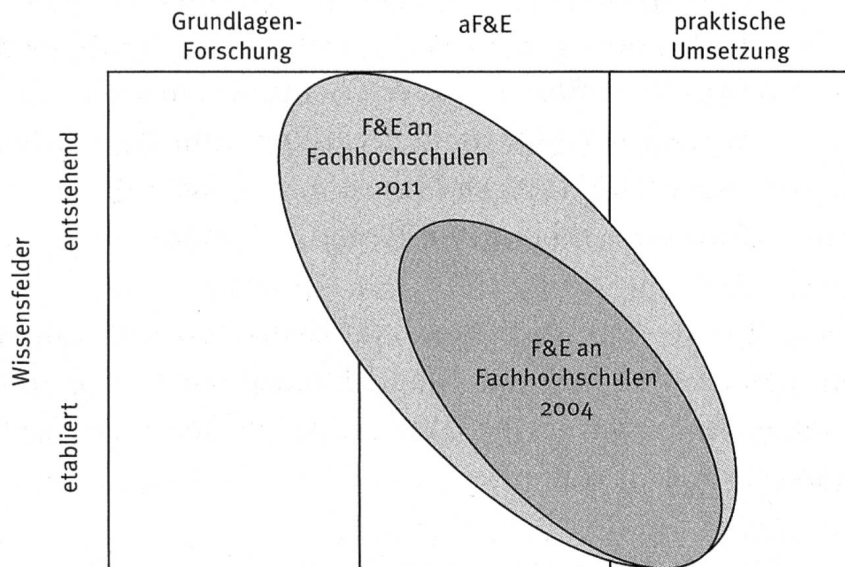 Grundlagen-
Forschung
aF&E
praktische
Umsetzung
F&E an
Fachhochschulen
2011
F&E an
Fachhochschulen
2004
Wissensfelder
entstehend
etabliert